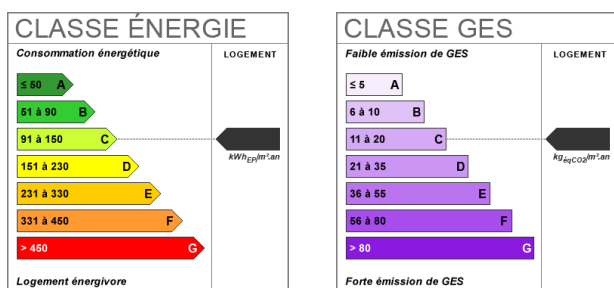 CLASSE ÉNERGIE
Consommation énergétique LOGEMENT
≤ 50 A
51 à 90 B
91 à 150 C
kWhEP/m².an
151 à 230 D
231 à 330 E
331 à 450 F
> 450 G
Logement énergivore
CLASSE GES
Faible émission de GES LOGEMENT
≤ 5 A
6 à 10 B
11 à 20 C
kgéqCO2/m².an
21 à 35 D
36 à 55 E
56 à 80 F
> 80 G
Forte émission de GES